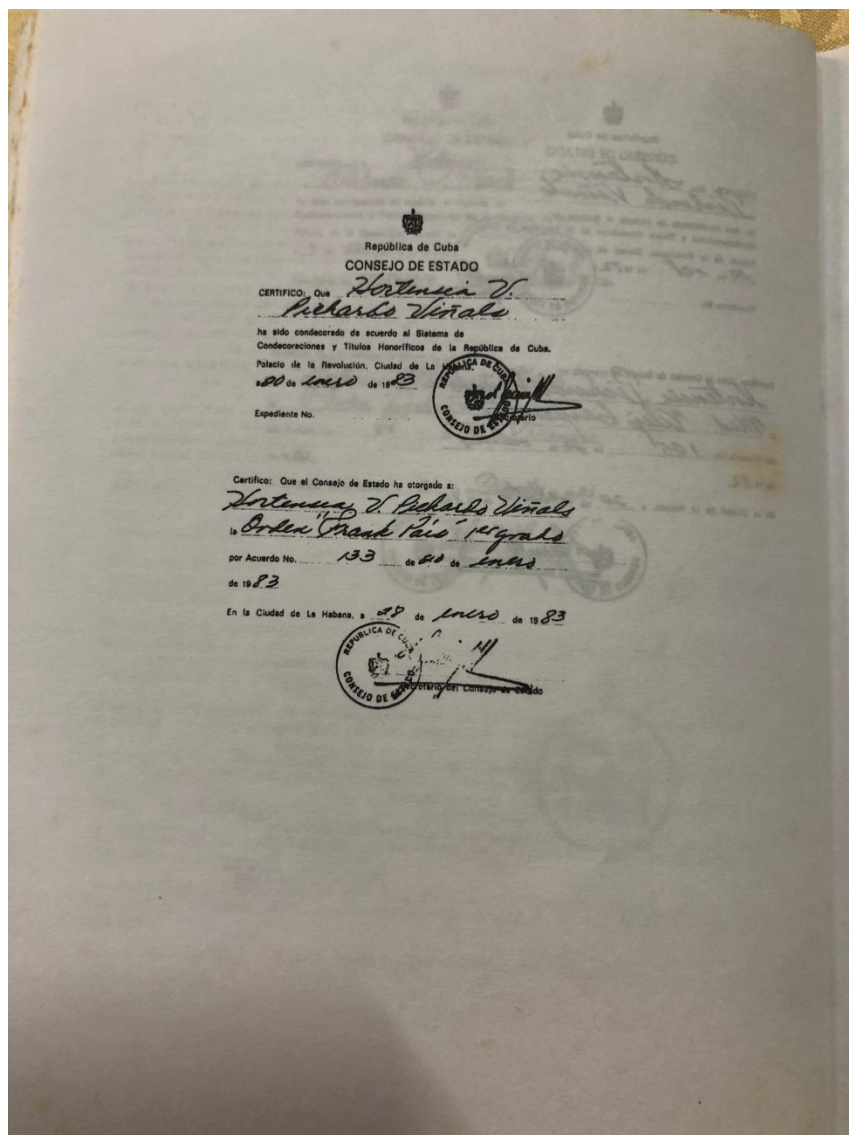 República de Cuba
CONSEJO DE ESTADO
CERTIFICO: Que Hortensia V.
Pichardo Viñals
ha sido condecorado de acuerdo al Sistema de
Condecoraciones y Títulos Honoríficos de la República de Cuba.
Palacio de la Revolución, Ciudad de La Habana,
a 20 de enero de 1983
REPUBLICA DE CUBA
CONSEJO DE ESTADO
Expediente No.
Certifico: Que el Consejo de Estado ha otorgado a:
Hortensia V. Pichardo Viñals
la Orden "Frank País" 1er grado
por Acuerdo No. 133 de 20 de enero
de 1983
En la Ciudad de La Habana, a 28 de enero de 1983
REPUBLICA DE CUBA
CONSEJO DE ESTADO
Secretario del Consejo de Estado